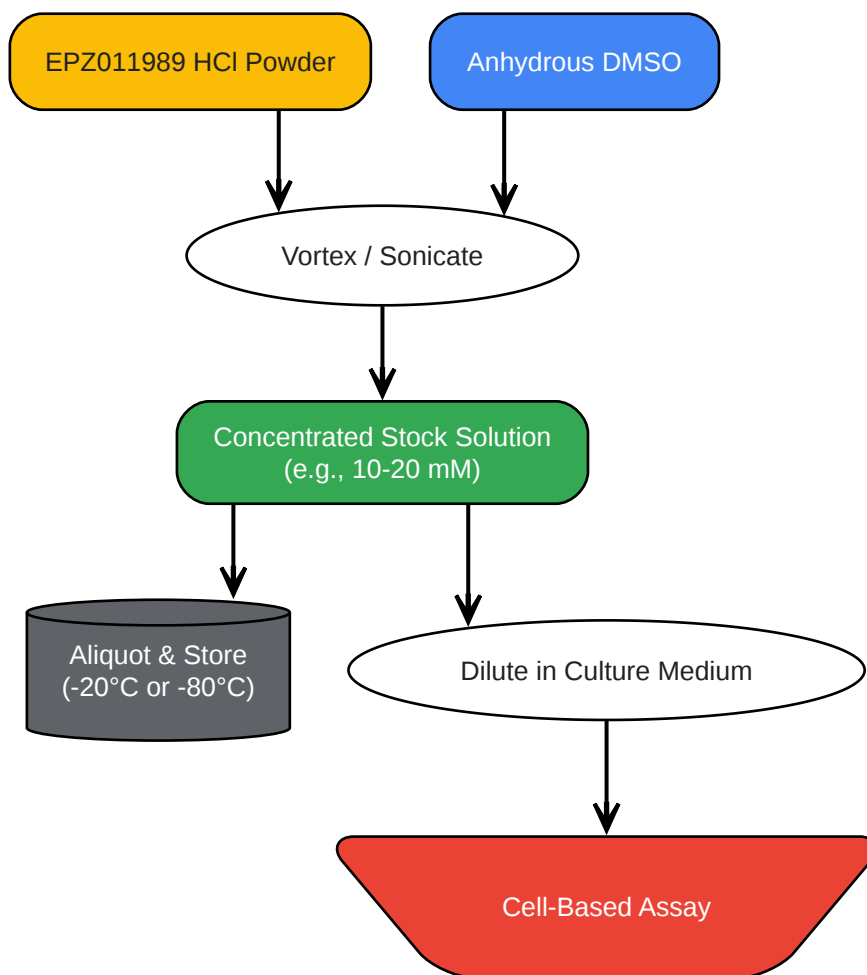 EPZ011989 HCl Powder
Anhydrous DMSO
Vortex / Sonicate
Concentrated Stock Solution
(e.g., 10-20 mM)
Aliquot & Store
(-20°C or -80°C)
Dilute in Culture Medium
Cell-Based Assay